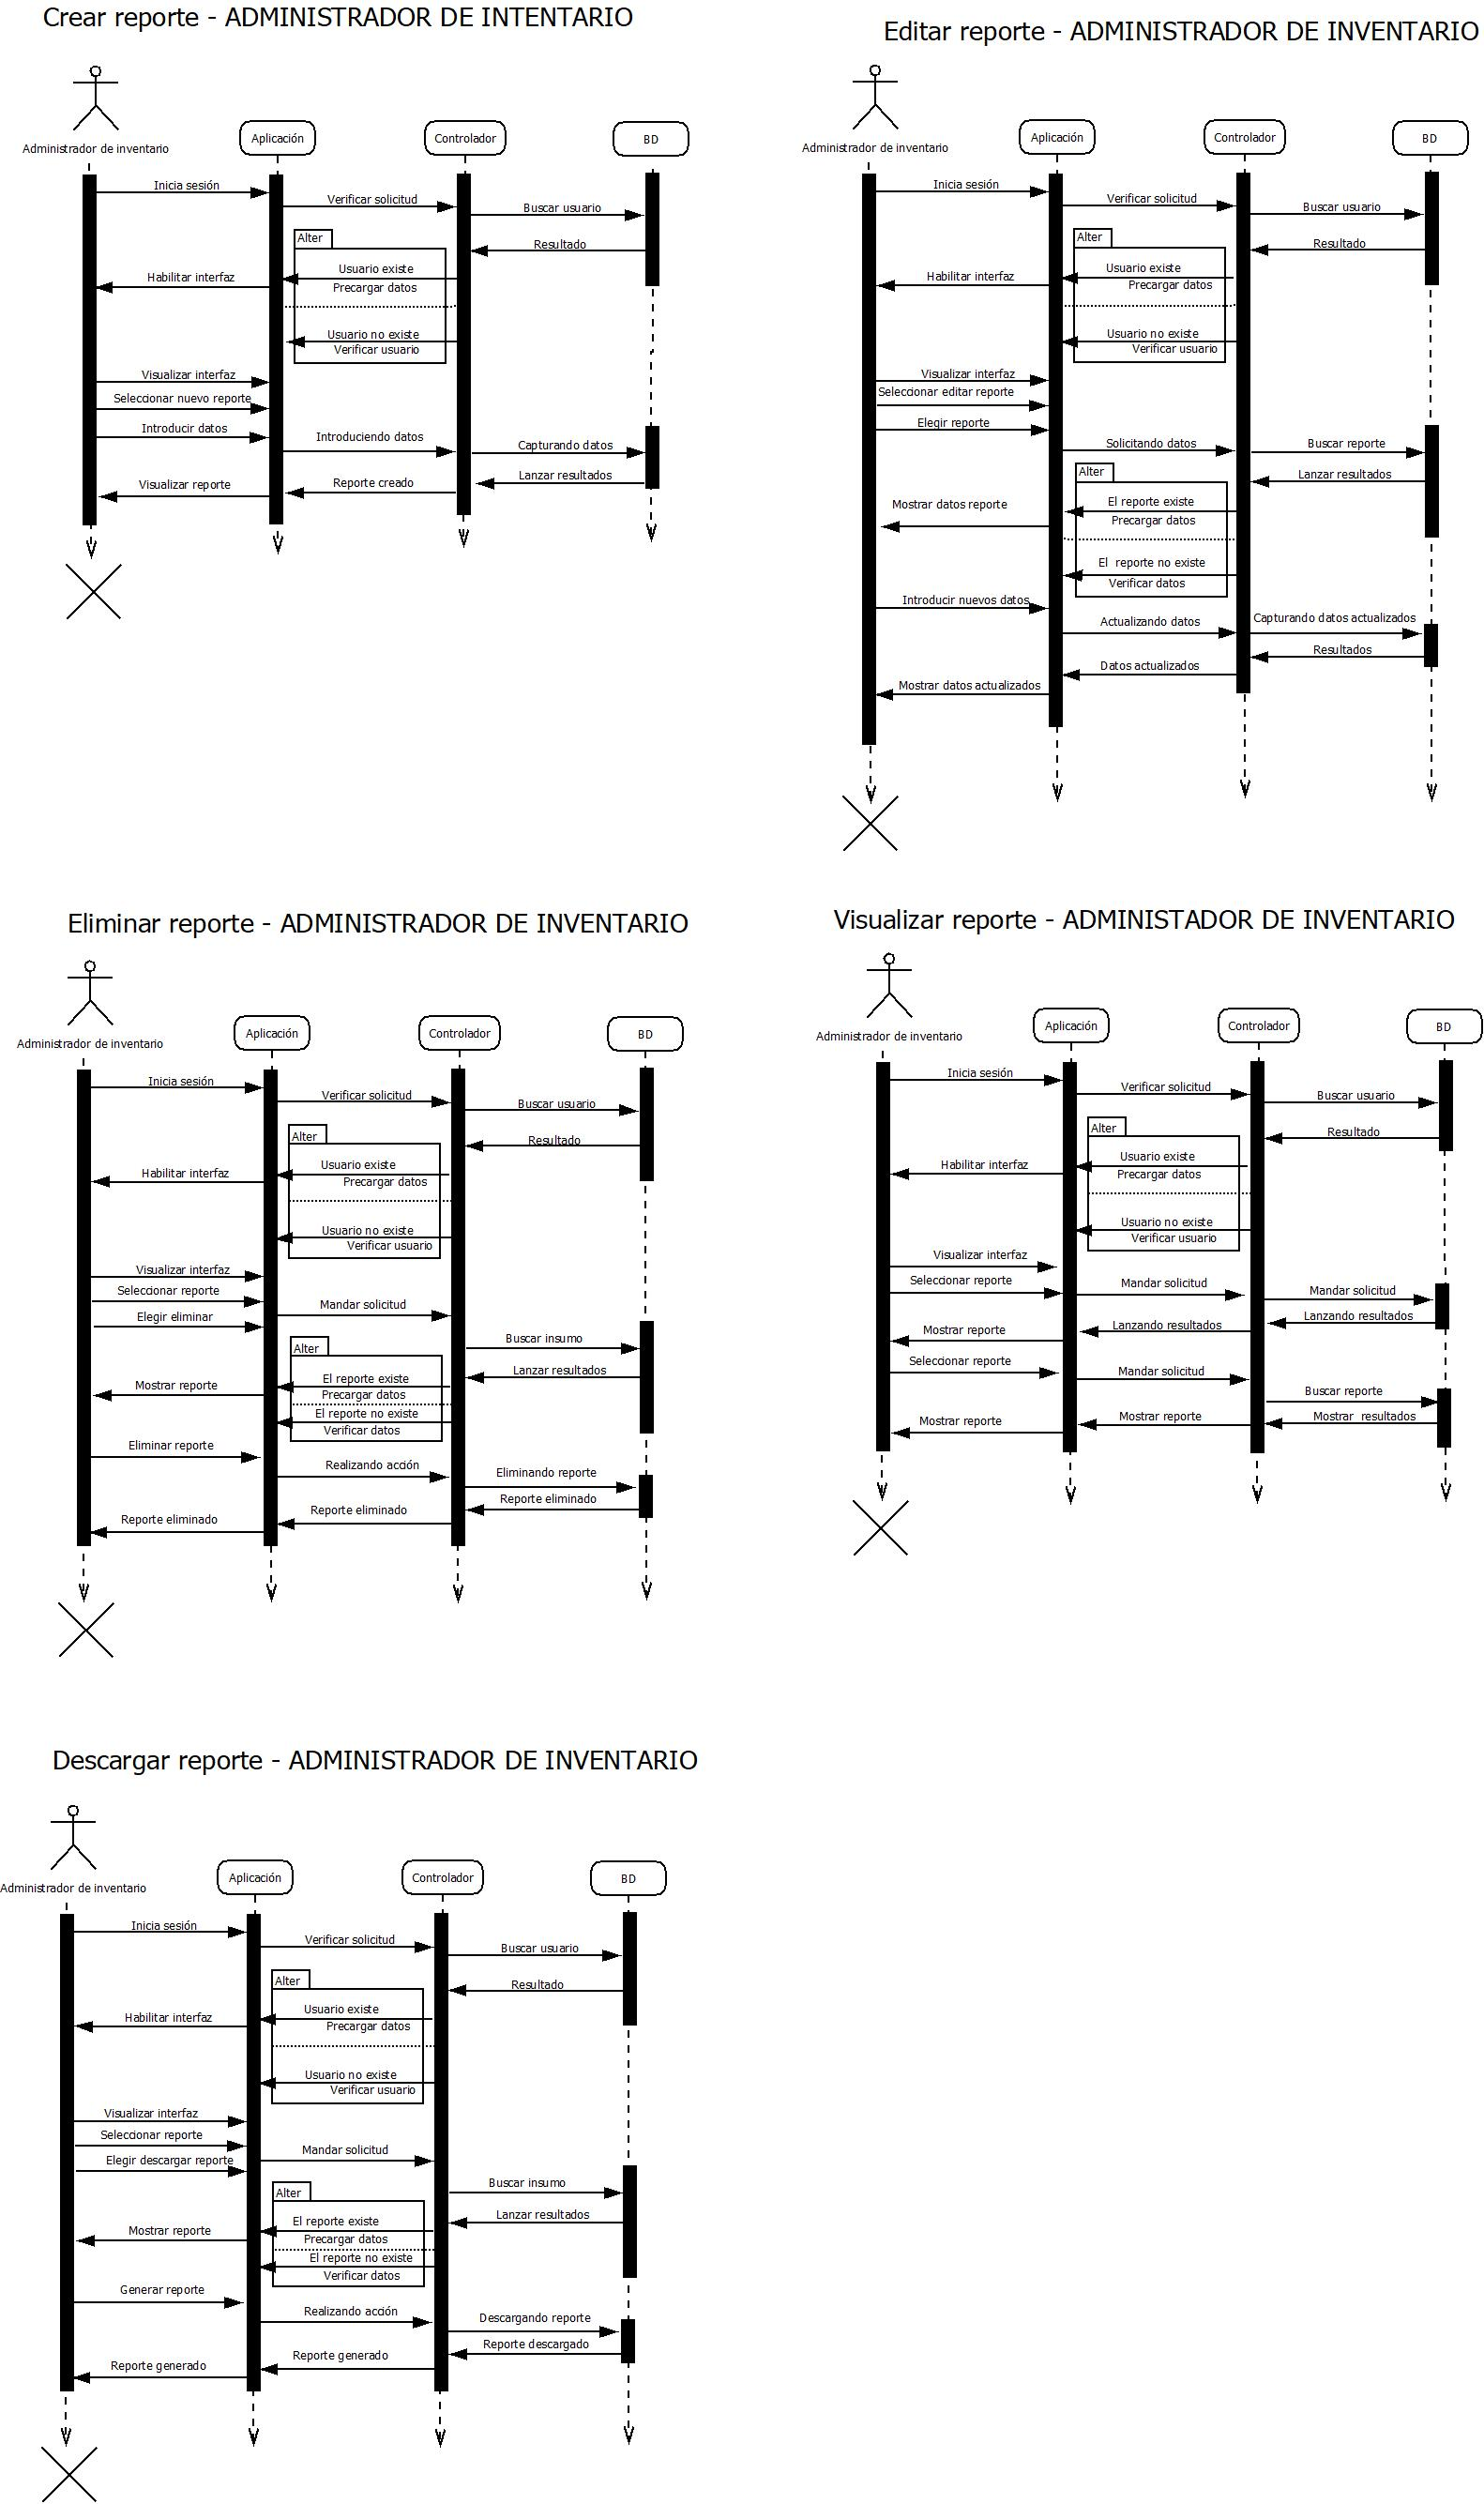 Crear reporte - ADMINISTRADOR DE INTENTARIO
Administrador de inventario
Aplicación
Controlador
BD
Inicia sesión
Verificar solicitud
Buscar usuario
Alter
Resultado
Usuario existe
Habilitar interfaz
Precargar datos
Usuario no existe
Verificar usuario
Visualizar interfaz
Seleccionar nuevo reporte
Introducir datos
Introduciendo datos
Capturando datos
Lanzar resultados
Visualizar reporte
Reporte creado
Editar reporte - ADMINISTRADOR DE INVENTARIO
Administrador de inventario
Aplicación
Controlador
BD
Inicia sesión
Verificar solicitud
Buscar usuario
Alter
Resultado
Usuario existe
Habilitar interfaz
Precargar datos
Usuario no existe
Verificar usuario
Visualizar interfaz
Seleccionar editar reporte
Elegir reporte
Solicitando datos
Buscar reporte
Alter
Lanzar resultados
El reporte existe
Mostrar datos reporte
Precargar datos
El  reporte no existe
Verificar datos
Introducir nuevos datos
Actualizando datos
Capturando datos actualizados
Resultados
Datos actualizados
Mostrar datos actualizados
Eliminar reporte - ADMINISTRADOR DE INVENTARIO
Administrador de inventario
Aplicación
Controlador
BD
Inicia sesión
Verificar solicitud
Buscar usuario
Alter
Resultado
Usuario existe
Habilitar interfaz
Precargar datos
Usuario no existe
Verificar usuario
Visualizar interfaz
Seleccionar reporte
Elegir eliminar
Mandar solicitud
Buscar insumo
Alter
Lanzar resultados
El reporte existe
Mostrar reporte
Precargar datos
El reporte no existe
Verificar datos
Eliminar reporte
Realizando acción
Eliminando reporte
Reporte eliminado
Reporte eliminado
Reporte eliminado
Visualizar reporte - ADMINISTADOR DE INVENTARIO
Administrador de inventario
Aplicación
Controlador
BD
Inicia sesión
Verificar solicitud
Buscar usuario
Alter
Resultado
Usuario existe
Habilitar interfaz
Precargar datos
Usuario no existe
Verificar usuario
Visualizar interfaz
Seleccionar reporte
Mandar solicitud
Mandar solicitud
Lanzando resultados
Lanzando resultados
Mostrar reporte
Seleccionar reporte
Mandar solicitud
Buscar reporte
Mostrar  resultados
Mostrar reporte
Mostrar reporte
Descargar reporte - ADMINISTRADOR DE INVENTARIO
Administrador de inventario
Aplicación
Controlador
BD
Inicia sesión
Verificar solicitud
Buscar usuario
Alter
Resultado
Usuario existe
Habilitar interfaz
Precargar datos
Usuario no existe
Verificar usuario
Visualizar interfaz
Seleccionar reporte
Elegir descargar reporte
Mandar solicitud
Buscar insumo
Alter
Lanzar resultados
El reporte existe
Mostrar reporte
Precargar datos
El reporte no existe
Verificar datos
Generar reporte
Realizando acción
Descargando reporte
Reporte descargado
Reporte generado
Reporte generado